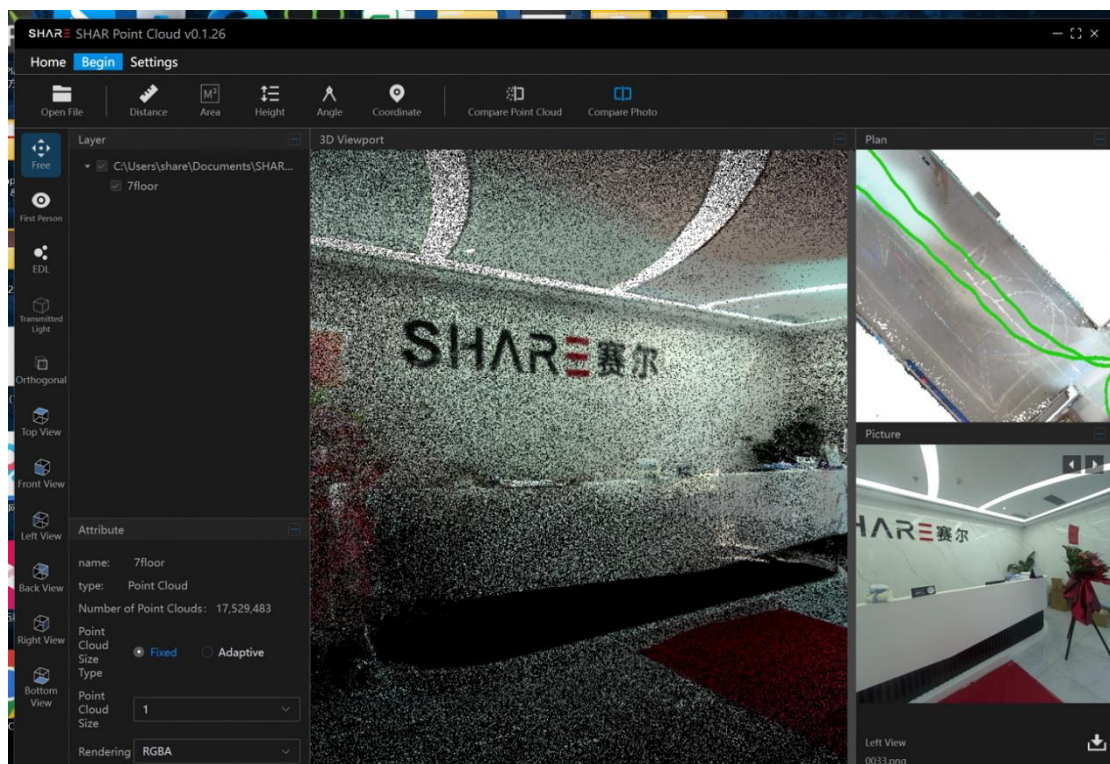 SHARE SHAR Point Cloud v0.1.26
Home Begin Settings
Open File
Distance
Area
Height
Angle
Coordinate
Compare Point Cloud
Compare Photo
Free
First Person
EDL
Transmitted Light
Orthogonal
Top View
Front View
Left View
Back View
Right View
Bottom View
Layer
C:\Users\share\Documents\SHAR...
7floor
Attribute
name: 7floor
type: Point Cloud
Number of Point Clouds: 17,529,483
Point Cloud Size Type
Fixed
Adaptive
Point Cloud Size
1
Rendering RGBA
3D Viewport
SHARE赛尔
Plan
Picture
HARE赛尔
Left View
0033.png